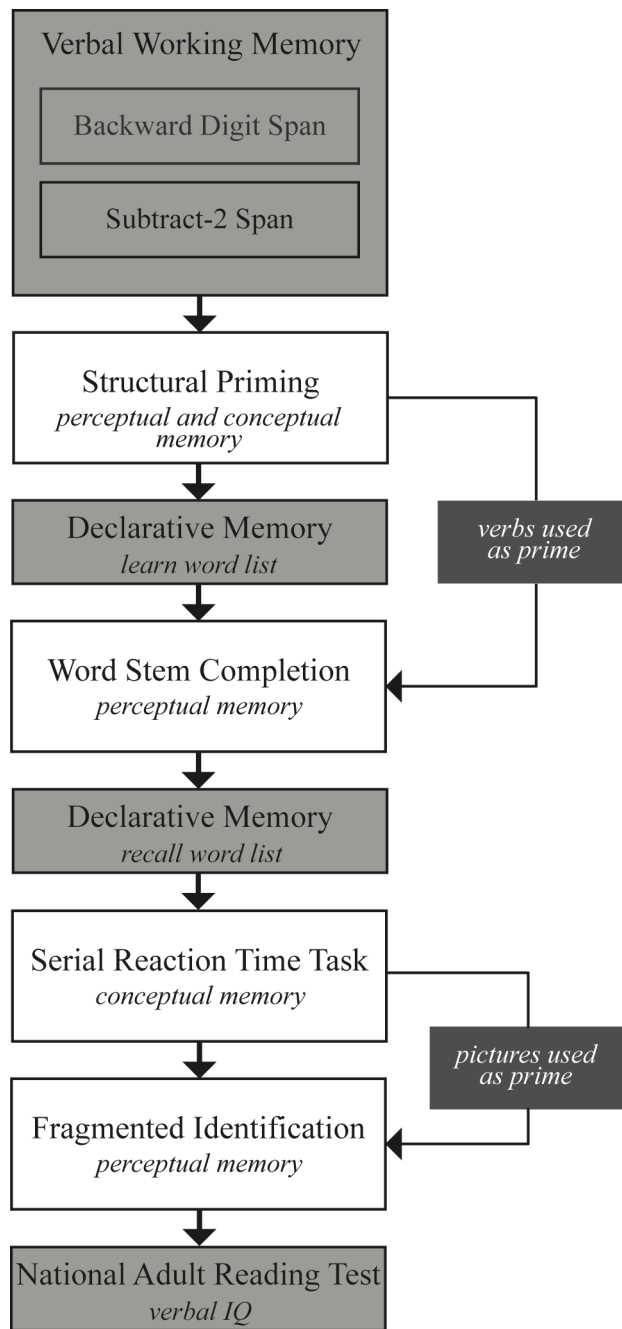 Verbal Working Memory
Backward Digit Span
Subtract-2 Span
Structural Priming
perceptual and conceptual
memory
Declarative Memory
learn word list
verbs used
as prime
Word Stem Completion
perceptual memory
Declarative Memory
recall word list
Serial Reaction Time Task
conceptual memory
pictures used
as prime
Fragmented Identification
perceptual memory
National Adult Reading Test
verbal IQ